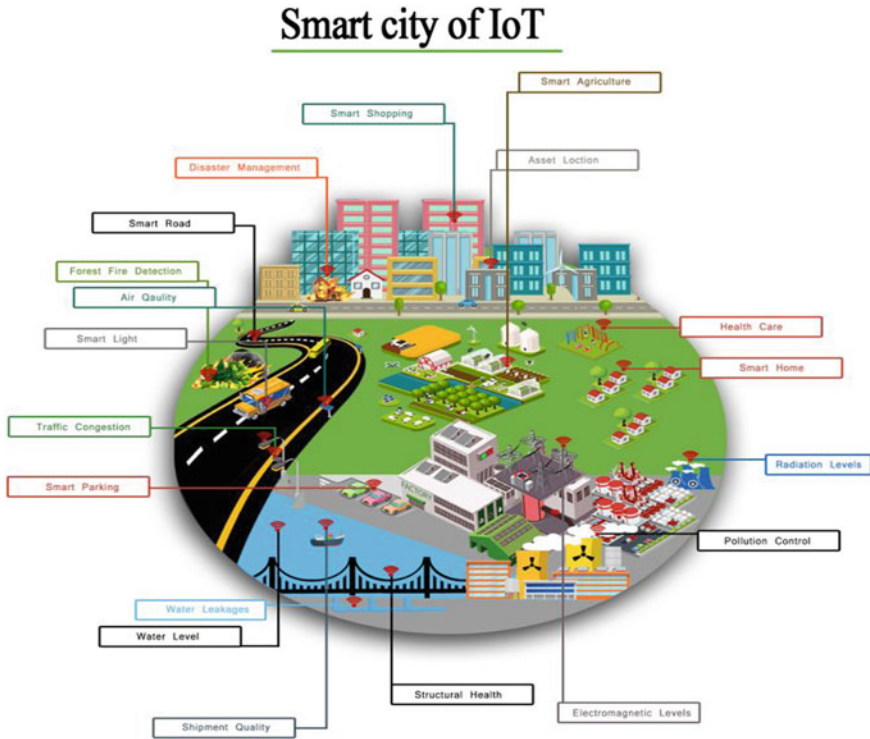 Smart city of IoT
Smart Agriculture
Smart Shopping
Asset Loction
Disaster Management
Smart Road
Forest Fire Detection
Air Qaulity
Smart Light
Health Care
Smart Home
Traffic Congestion
Radiation Levels
Smart Parking
FACTORY
Pollution Control
Water Leakages
Water Level
Structural Health
Electromagnetic Levels
Shipment Quality